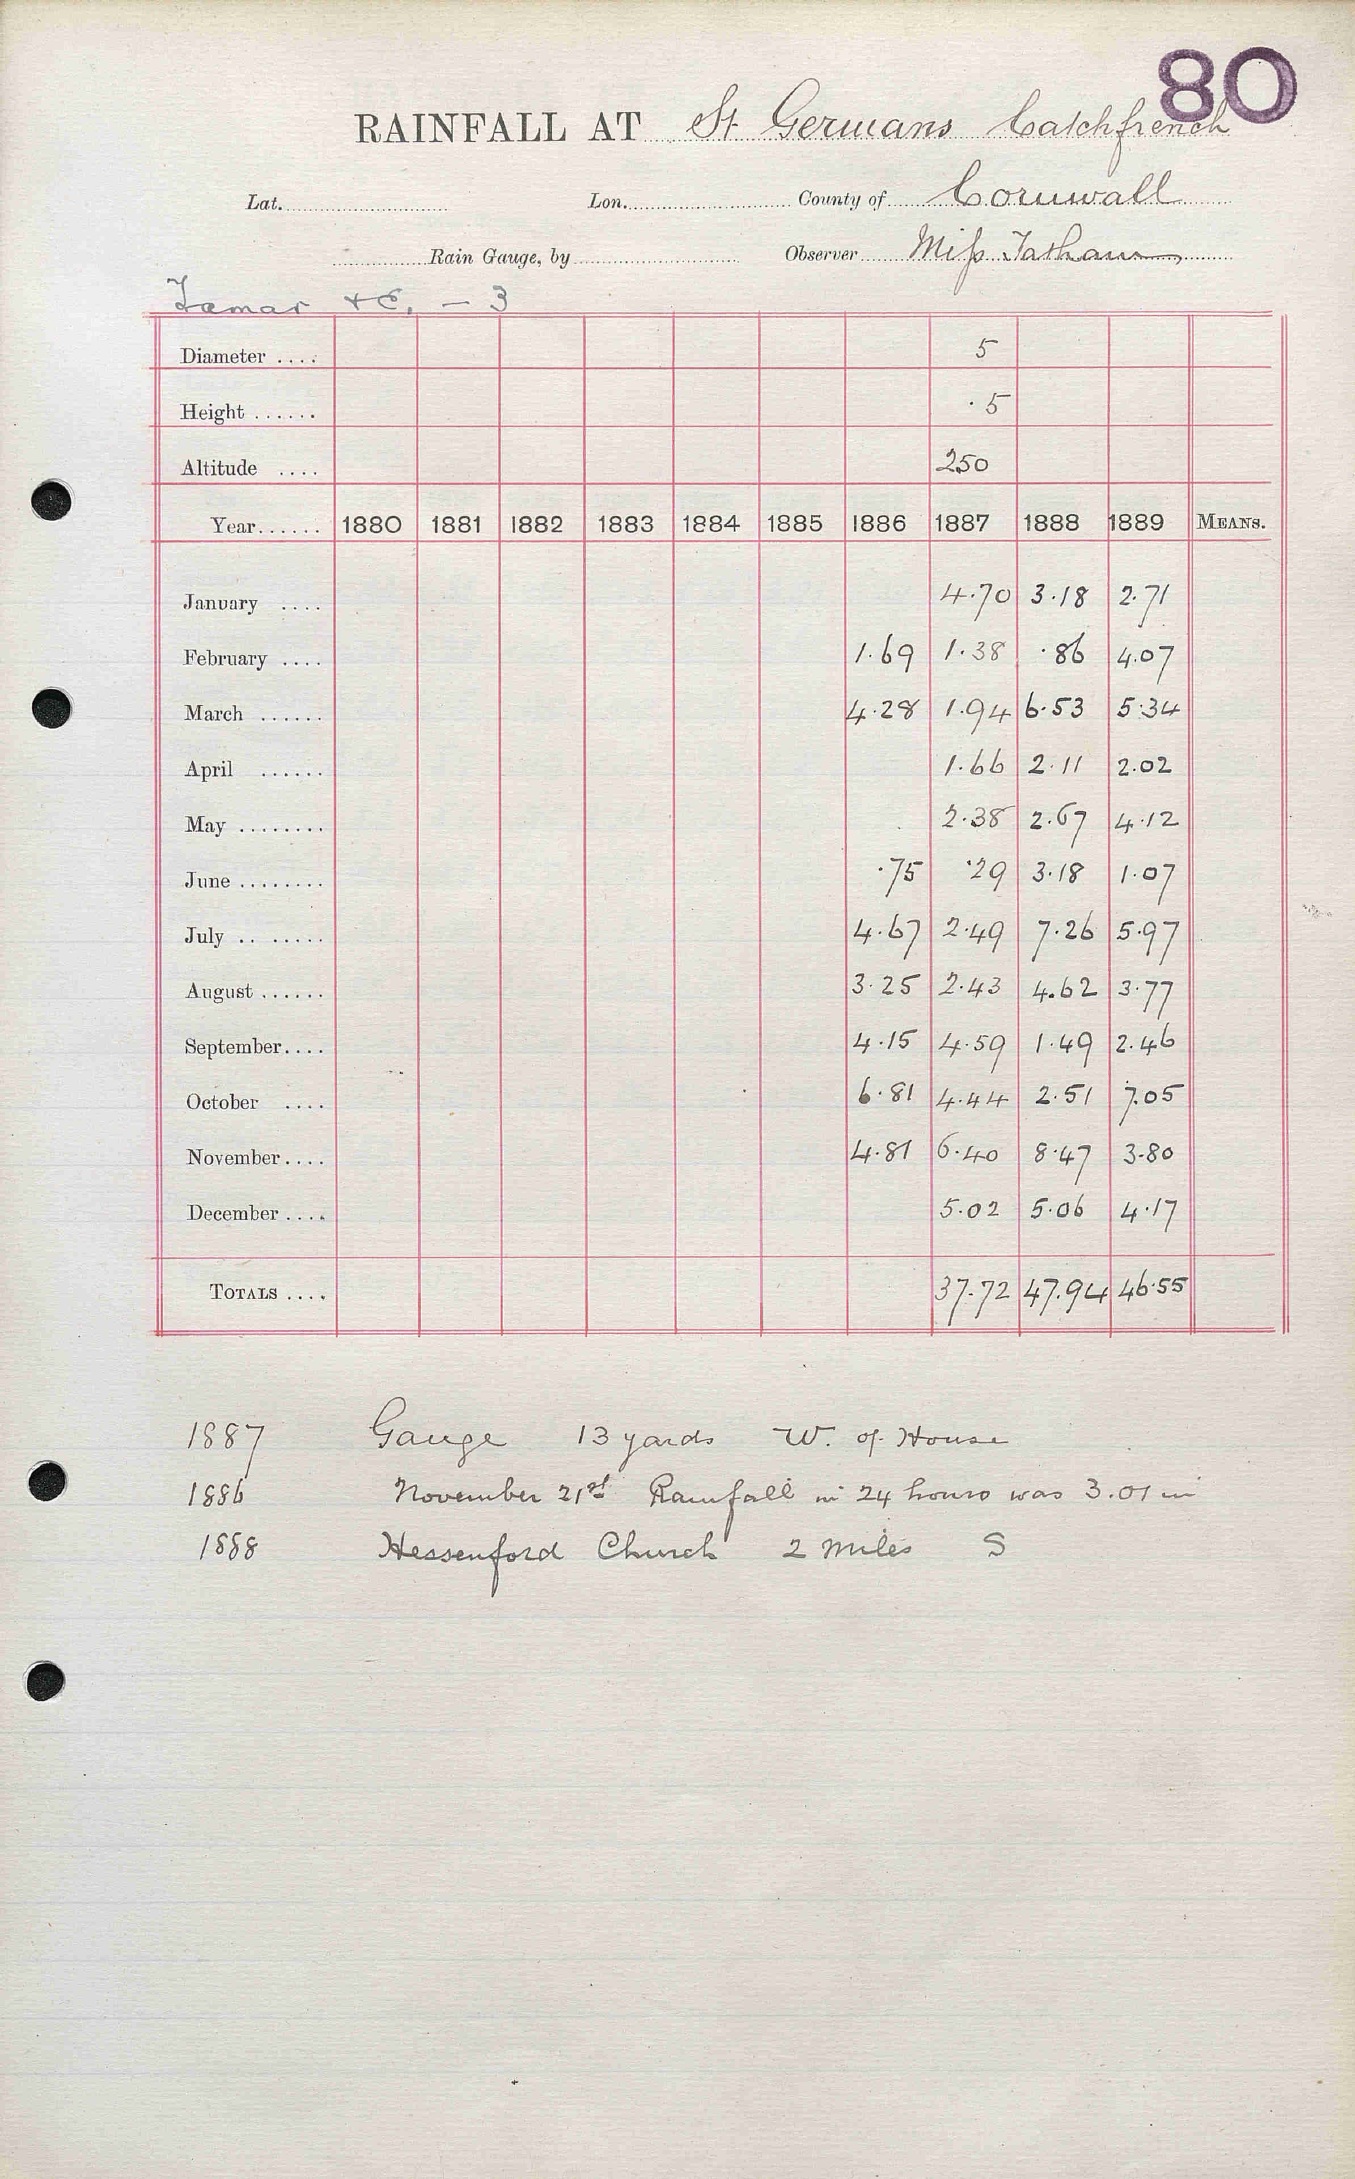 80
RAINFALL AT St Germans Catchfrench
Lat. Lon. County of Cornwall
Rain Gauge, by Observer Miss Tatham
Tamar &c. — 3
Diameter .... 5
Height ...... ·5
Altitude .... 250
Year...... 1880 1881 1882 1883 1884 1885 1886 1887 1888 1889 MEANS.
January .... 4.70 3.18 2.71
February .... 1.69 1.38 .86 4.07
March ...... 4.28 1.94 6.53 5.34
April ...... 1.66 2.11 2.02
May ........ 2.38 2.67 4.12
June ........ .75 .29 3.18 1.07
July .. ..... 4.67 2.49 7.26 5.97
August ...... 3.25 2.43 4.62 3.77
September.... 4.15 4.59 1.49 2.46
October .... 6.81 4.44 2.51 7.05
November.... 4.81 6.40 8.47 3.80
December .... 5.02 5.06 4.17
TOTALS .... 37.72 47.94 46.55
1887 Gauge 13 yards W. of House
1886 November 21st Rainfall in 24 hours was 3.01 in
1888 Hessenford Church 2 miles S